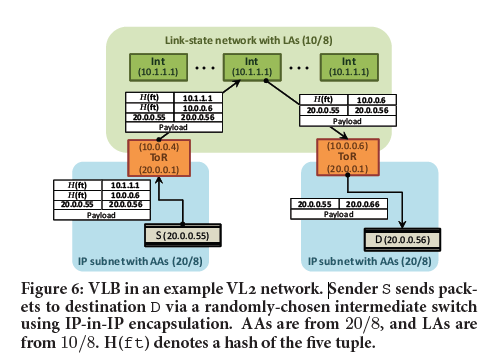 Link-state network with LAs (10/8)
Int
(10.1.1.1)
Int
(10.1.1.1)
Int
(10.1.1.1)
H(ft) 10.1.1.1
H(ft) 10.0.0.6
20.0.0.55 20.0.0.56
Payload
H(ft) 10.0.0.6
20.0.0.55 20.0.0.56
Payload
(10.0.0.4)
ToR
(20.0.0.1)
(10.0.0.6)
ToR
(20.0.0.1)
H(ft) 10.1.1.1
H(ft) 10.0.0.6
20.0.0.55 20.0.0.56
Payload
20.0.0.55 20.0.0.66
Payload
S (20.0.0.55)
D (20.0.0.56)
IP subnet with AAs (20/8)
IP subnet with AAs (20/8)
Figure 6: VLB in an example VL2 network. Sender S sends pack-
ets to destination D via a randomly-chosen intermediate switch
using IP-in-IP encapsulation. AAs are from 20/8, and LAs are
from 10/8. H(ft) denotes a hash of the five tuple.